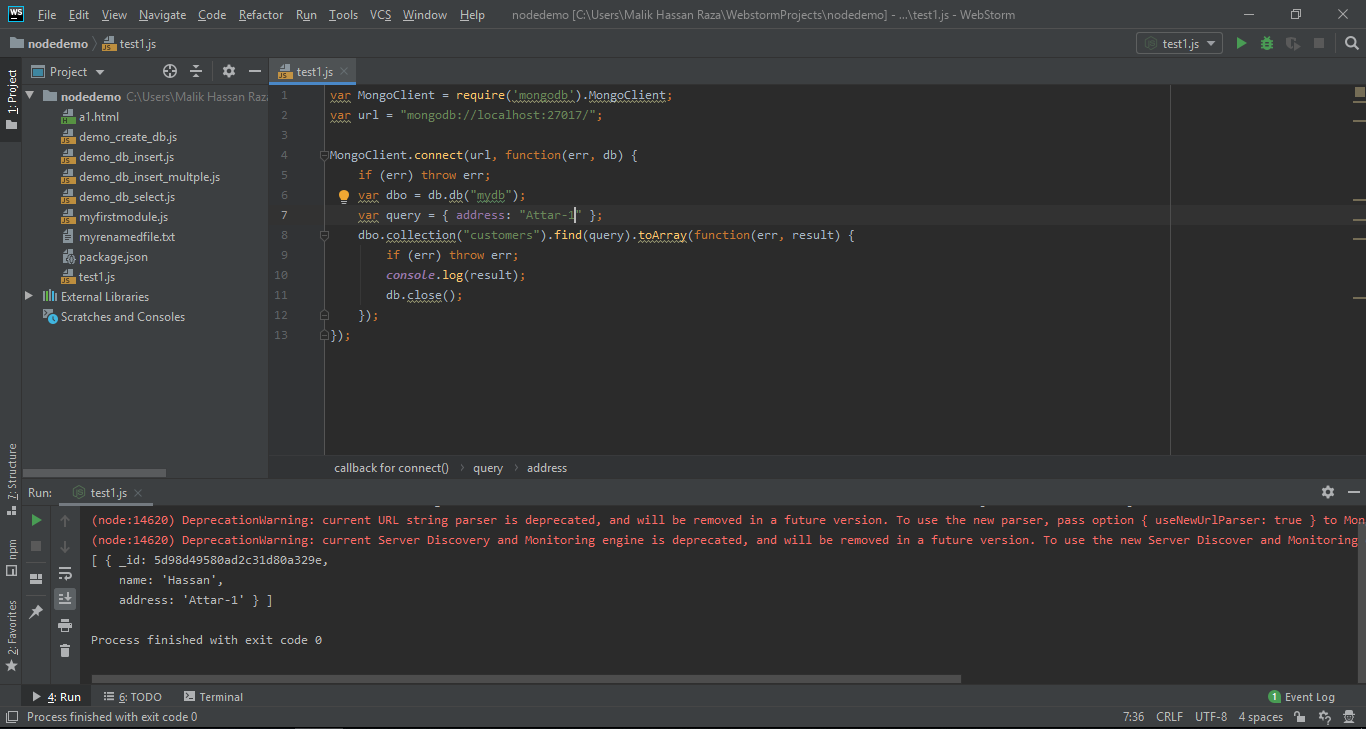 WS File Edit View Navigate Code Refactor Run Tools VCS Window Help nodedemo [C:\Users\Malik Hassan Raza\WebstormProjects\nodedemo] - ...\test1.js - WebStorm
nodedemo test1.js test1.js
1: Project
Project
test1.js
nodedemo C:\Users\Malik Hassan Raza
a1.html
demo_create_db.js
demo_db_insert.js
demo_db_insert_multple.js
demo_db_select.js
myfirstmodule.js
myrenamedfile.txt
package.json
test1.js
External Libraries
Scratches and Consoles
1 var MongoClient = require('mongodb').MongoClient;
2 var url = "mongodb://localhost:27017/";
3
4 MongoClient.connect(url, function(err, db) {
5 if (err) throw err;
6 var dbo = db.db("mydb");
7 var query = { address: "Attar-1" };
8 dbo.collection("customers").find(query).toArray(function(err, result) {
9 if (err) throw err;
10 console.log(result);
11 db.close();
12 });
13 });
callback for connect() query address
7: Structure
npm
2: Favorites
Run: test1.js
(node:14620) DeprecationWarning: current URL string parser is deprecated, and will be removed in a future version. To use the new parser, pass option { useNewUrlParser: true } to Mon
(node:14620) DeprecationWarning: current Server Discovery and Monitoring engine is deprecated, and will be removed in a future version. To use the new Server Discover and Monitoring
[ { _id: 5d98d49580ad2c31d80a329e,
name: 'Hassan',
address: 'Attar-1' } ]
Process finished with exit code 0
4: Run 6: TODO Terminal 1 Event Log
Process finished with exit code 0 7:36 CRLF UTF-8 4 spaces